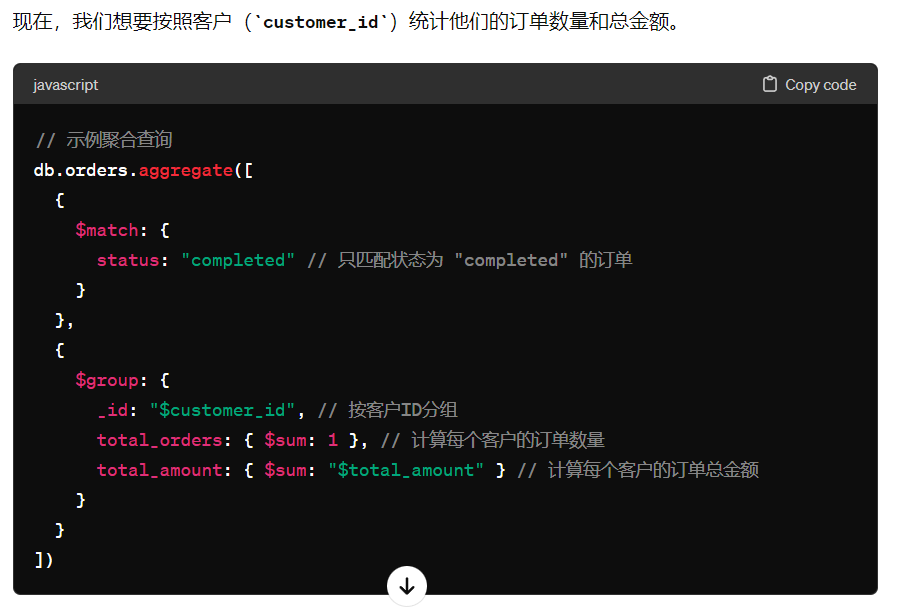 现在，我们想要按照客户（`customer_id`）统计他们的订单数量和总金额。
javascript
Copy code
// 示例聚合查询
db.orders.aggregate([
  {
    $match: {
      status: "completed" // 只匹配状态为 "completed" 的订单
    }
  },
  {
    $group: {
      _id: "$customer_id", // 按客户ID分组
      total_orders: { $sum: 1 }, // 计算每个客户的订单数量
      total_amount: { $sum: "$total_amount" } // 计算每个客户的订单总金额
    }
  }
])